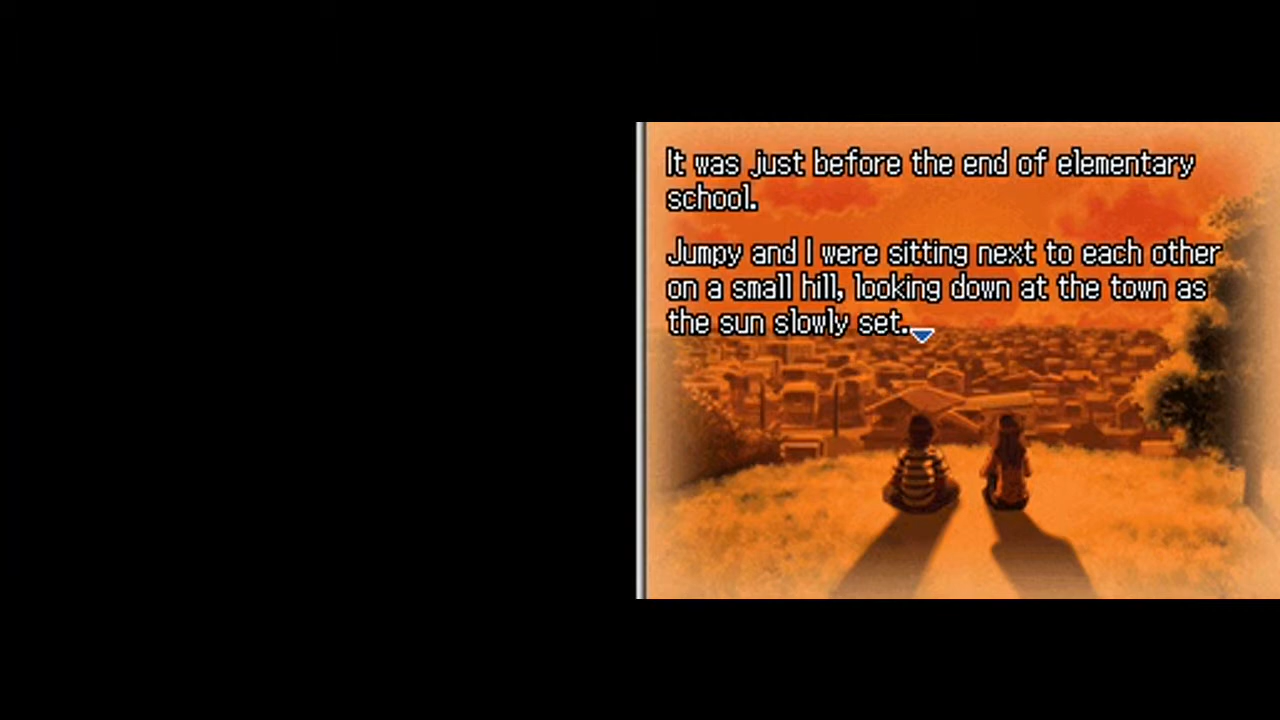 It was just before the end of elementary
school.
Jumpy and I were sitting next to each other
on a small hill, looking down at the town as
the sun slowly set.